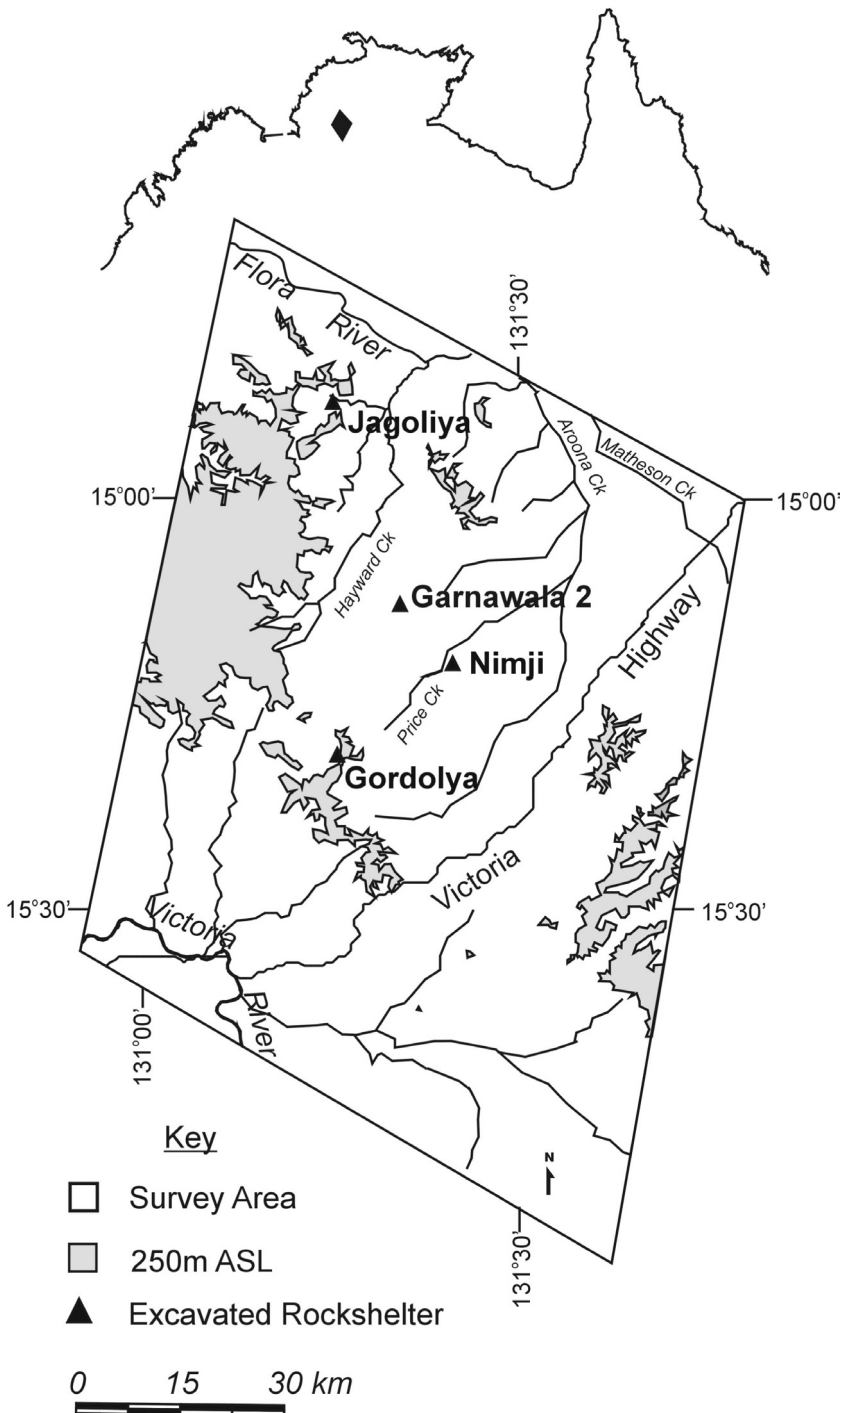 Flora
River
131°30'
Jagoliya
Aroona Ck
Matheson Ck
15°00'
15°00'
Hayward Ck
Garnawala 2
Highway
Nimji
Price Ck
Gordolya
Victoria
15°30'
Victoria
15°30'
River
131°00'
131°30'
N
Key
Survey Area
250m ASL
Excavated Rockshelter
0 15 30 km